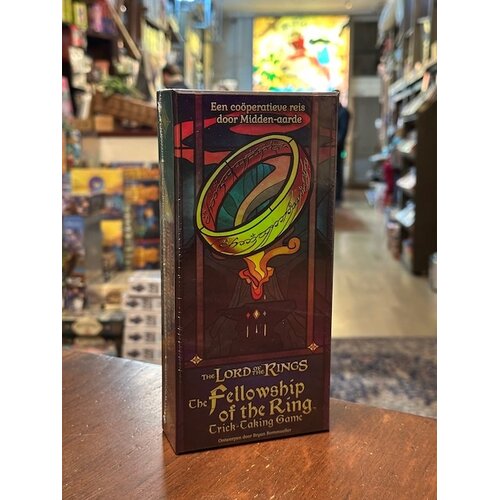 Een coöperatieve reis
door Midden-aarde
THE LORD OF THE RINGS
The Fellowship
of the Ring™
Trick-Taking Game
Ontworpen door Bryan Bornmueller